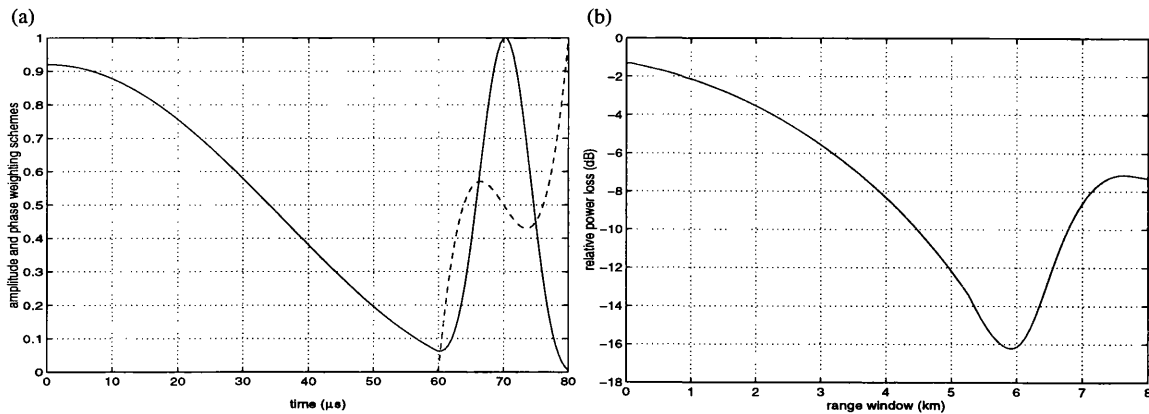 (a)
amplitude and phase weighting schemes
1
0.9
0.8
0.7
0.6
0.5
0.4
0.3
0.2
0.1
0
0 10 20 30 40 50 60 70 80
time (μs)
(b)
relative power loss (dB)
0
-2
-4
-6
-8
-10
-12
-14
-16
-18
0 1 2 3 4 5 6 7 8
range window (km)